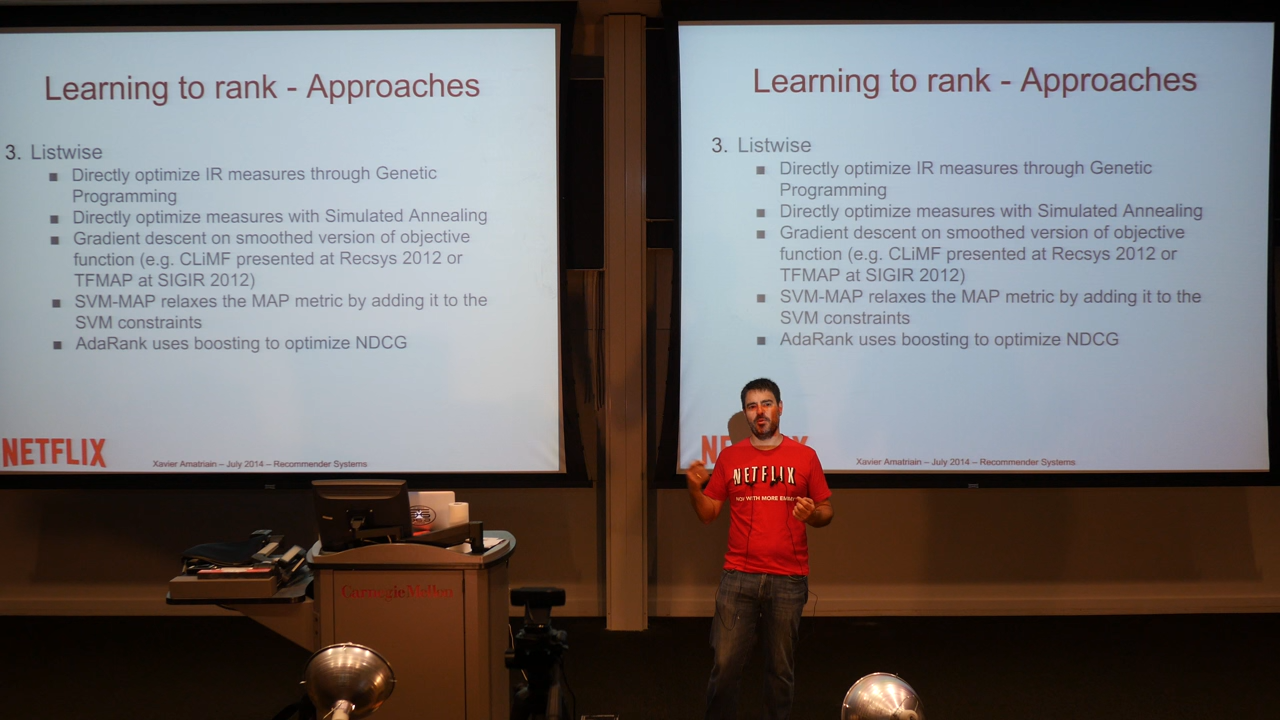 Learning to rank - Approaches
3. Listwise
■ Directly optimize IR measures through Genetic
Programming
■ Directly optimize measures with Simulated Annealing
■ Gradient descent on smoothed version of objective
function (e.g. CLiMF presented at Recsys 2012 or
TFMAP at SIGIR 2012)
■ SVM-MAP relaxes the MAP metric by adding it to the
SVM constraints
■ AdaRank uses boosting to optimize NDCG
NETFLIX
Xavier Amatriain – July 2014 – Recommender Systems
Learning to rank - Approaches
3. Listwise
■ Directly optimize IR measures through Genetic
Programming
■ Directly optimize measures with Simulated Annealing
■ Gradient descent on smoothed version of objective
function (e.g. CLiMF presented at Recsys 2012 or
TFMAP at SIGIR 2012)
■ SVM-MAP relaxes the MAP metric by adding it to the
SVM constraints
■ AdaRank uses boosting to optimize NDCG
Xavier Amatriain – July 2014 – Recommender Systems
NETFLIX
WITH MORE
Carnegie Mellon